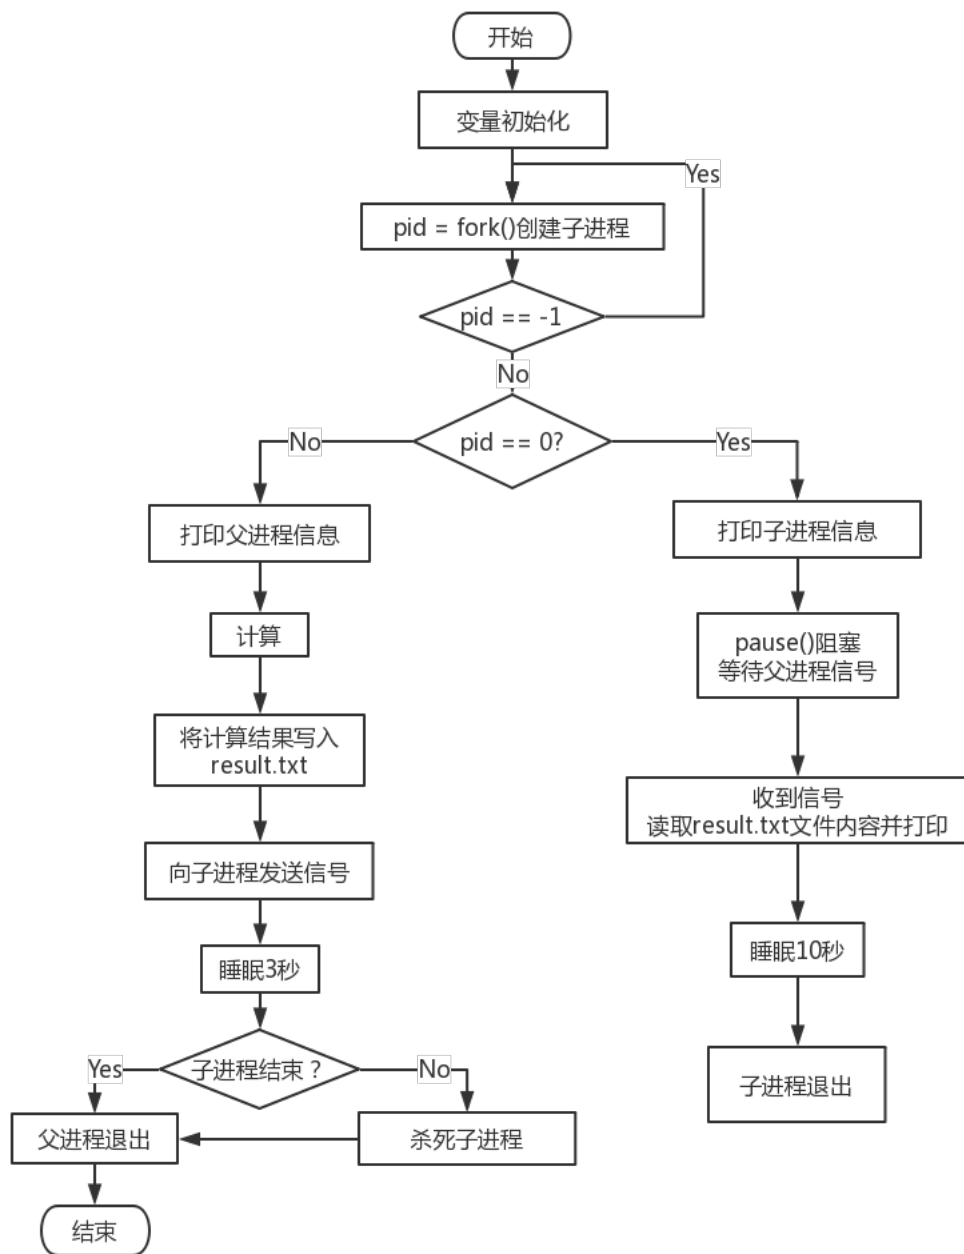 开始
变量初始化
Yes
pid = fork()创建子进程
pid == -1
No
pid == 0?
No
Yes
打印父进程信息
打印子进程信息
计算
pause()阻塞
等待父进程信号
将计算结果写入
result.txt
收到信号
读取result.txt文件内容并打印
向子进程发送信号
睡眠3秒
睡眠10秒
子进程结束？
Yes
No
子进程退出
父进程退出
杀死子进程
结束